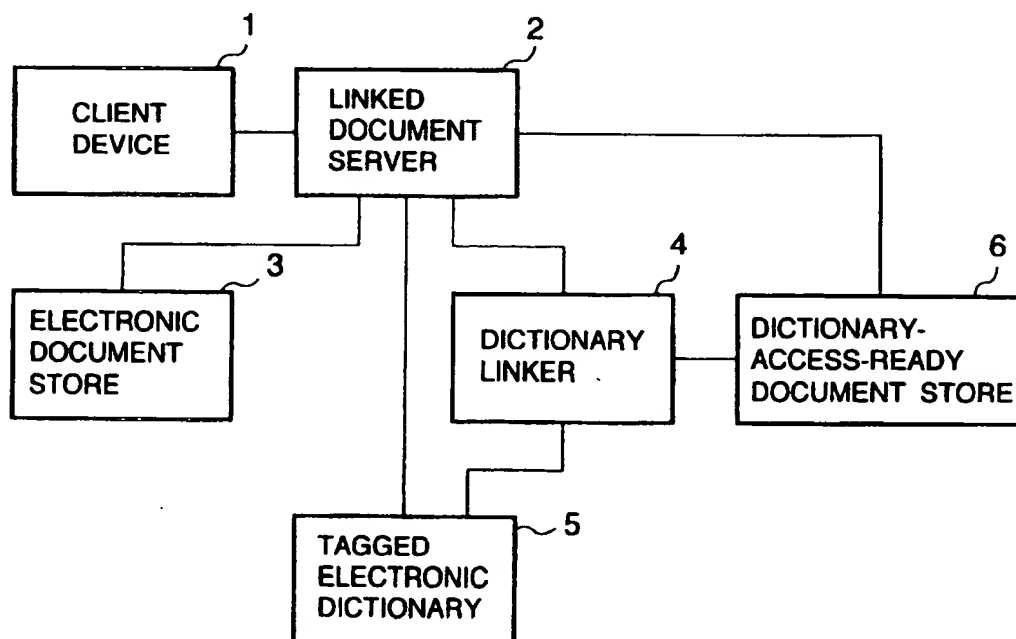 1
CLIENT
DEVICE
2
LINKED
DOCUMENT
SERVER
3
ELECTRONIC
DOCUMENT
STORE
4
DICTIONARY
LINKER
6
DICTIONARY-
ACCESS-READY
DOCUMENT STORE
5
TAGGED
ELECTRONIC
DICTIONARY